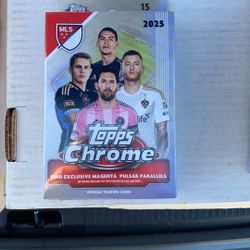 15
MLS
2025
topps
Chrome
FIND EXCLUSIVE MAGENTA PULSAR PARALLELS
OFFICIAL TRADING CARDS